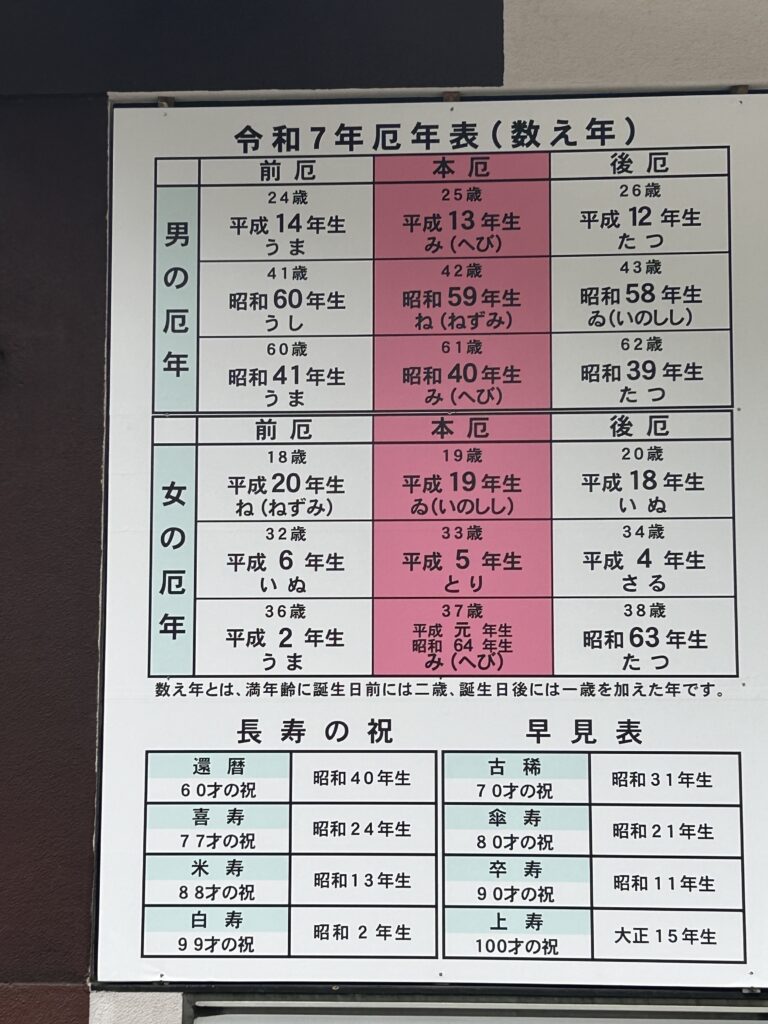 令和7年厄年表(数え年)
前厄 本厄 後厄
男の厄年
24歳 25歳 26歳
平成14年生 平成13年生 平成12年生
うま み(へび) たつ
41歳 42歳 43歳
昭和60年生 昭和59年生 昭和58年生
うし ね(ねずみ) ゐ(いのしし)
60歳 61歳 62歳
昭和41年生 昭和40年生 昭和39年生
うま み(へび) たつ
前厄 本厄 後厄
女の厄年
18歳 19歳 20歳
平成20年生 平成19年生 平成18年生
ね(ねずみ) ゐ(いのしし) いぬ
32歳 33歳 34歳
平成6年生 平成5年生 平成4年生
いぬ とり さる
36歳 37歳 38歳
平成2年生 平成元年生 昭和64年生 昭和63年生
うま み(へび) たつ
数え年とは、満年齢に誕生日前には二歳、誕生日後には一歳を加えた年です。
長寿の祝 早見表
還暦 昭和40年生 古稀 昭和31年生
60才の祝 70才の祝
喜寿 昭和24年生 傘寿 昭和21年生
77才の祝 80才の祝
米寿 昭和13年生 卒寿 昭和11年生
88才の祝 90才の祝
白寿 昭和2年生 上寿 大正15年生
99才の祝 100才の祝